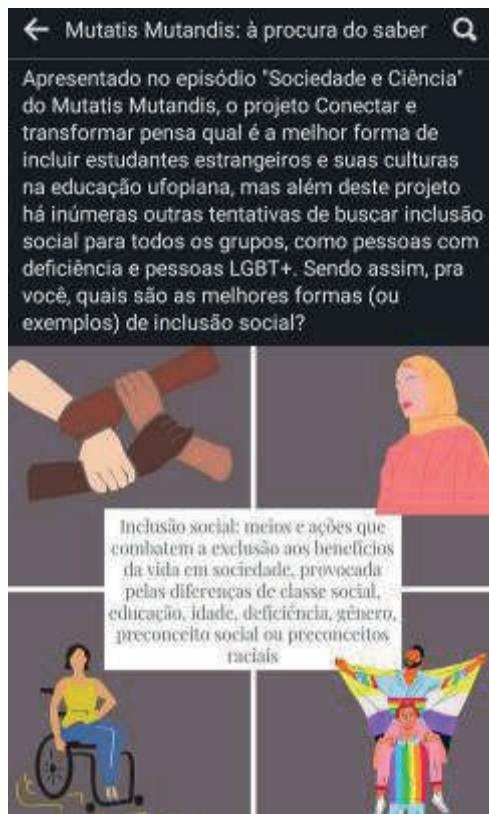 Mutatis Mutandis: à procura do saber
Apresentado no episódio "Sociedade e Ciência"
do Mutatis Mutandis, o projeto Conectar e
transformar pensa qual é a melhor forma de
incluir estudantes estrangeiros e suas culturas
na educação ufopiana, mas além deste projeto
há inúmeras outras tentativas de buscar inclusão
social para todos os grupos, como pessoas com
deficiência e pessoas LGBT+. Sendo assim, pra
você, quais são as melhores formas (ou
exemplos) de inclusão social?
Inclusão social: meios e ações que
combatem a exclusão aos benefícios
da vida em sociedade, provocada
pelas diferenças de classe social,
educação, idade, deficiência, gênero,
preconceito social ou preconceitos
raciais